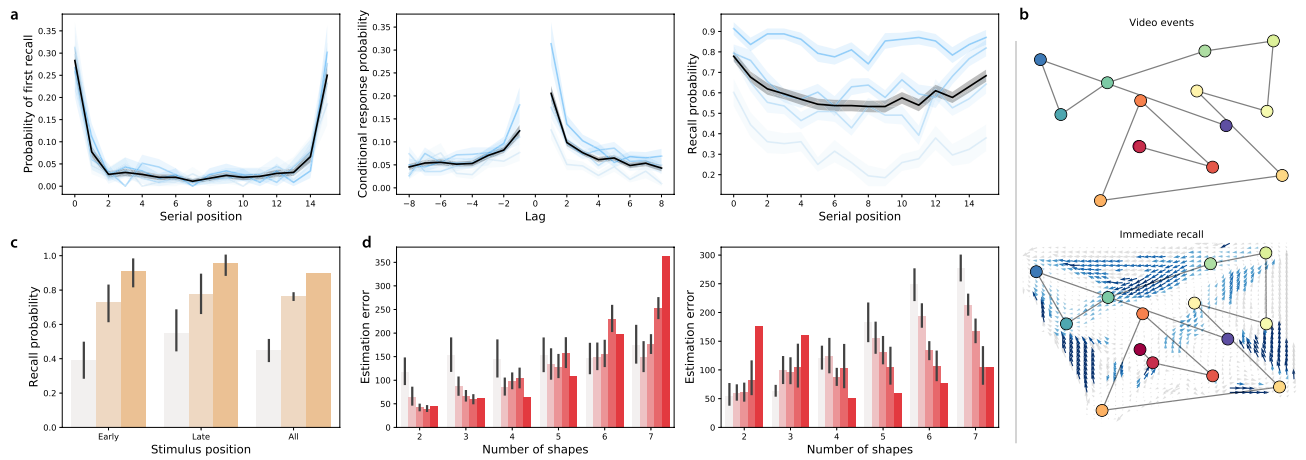 a
Probability of first recall
0.35
0.30
0.25
0.20
0.15
0.10
0.05
0.00
0 2 4 6 8 10 12 14
Serial position
Conditional response probability
0.35
0.30
0.25
0.20
0.15
0.10
0.05
0.00
−8 −6 −4 −2 0 2 4 6 8
Lag
Recall probability
0.9
0.8
0.7
0.6
0.5
0.4
0.3
0.2
0 2 4 6 8 10 12 14
Serial position
b
Video events
Immediate recall
c
Recall probability
1.0
0.8
0.6
0.4
0.2
0.0
Early Late All
Stimulus position
d
Estimation error
350
300
250
200
150
100
50
0
2 3 4 5 6 7
Number of shapes
Estimation error
300
250
200
150
100
50
0
2 3 4 5 6 7
Number of shapes